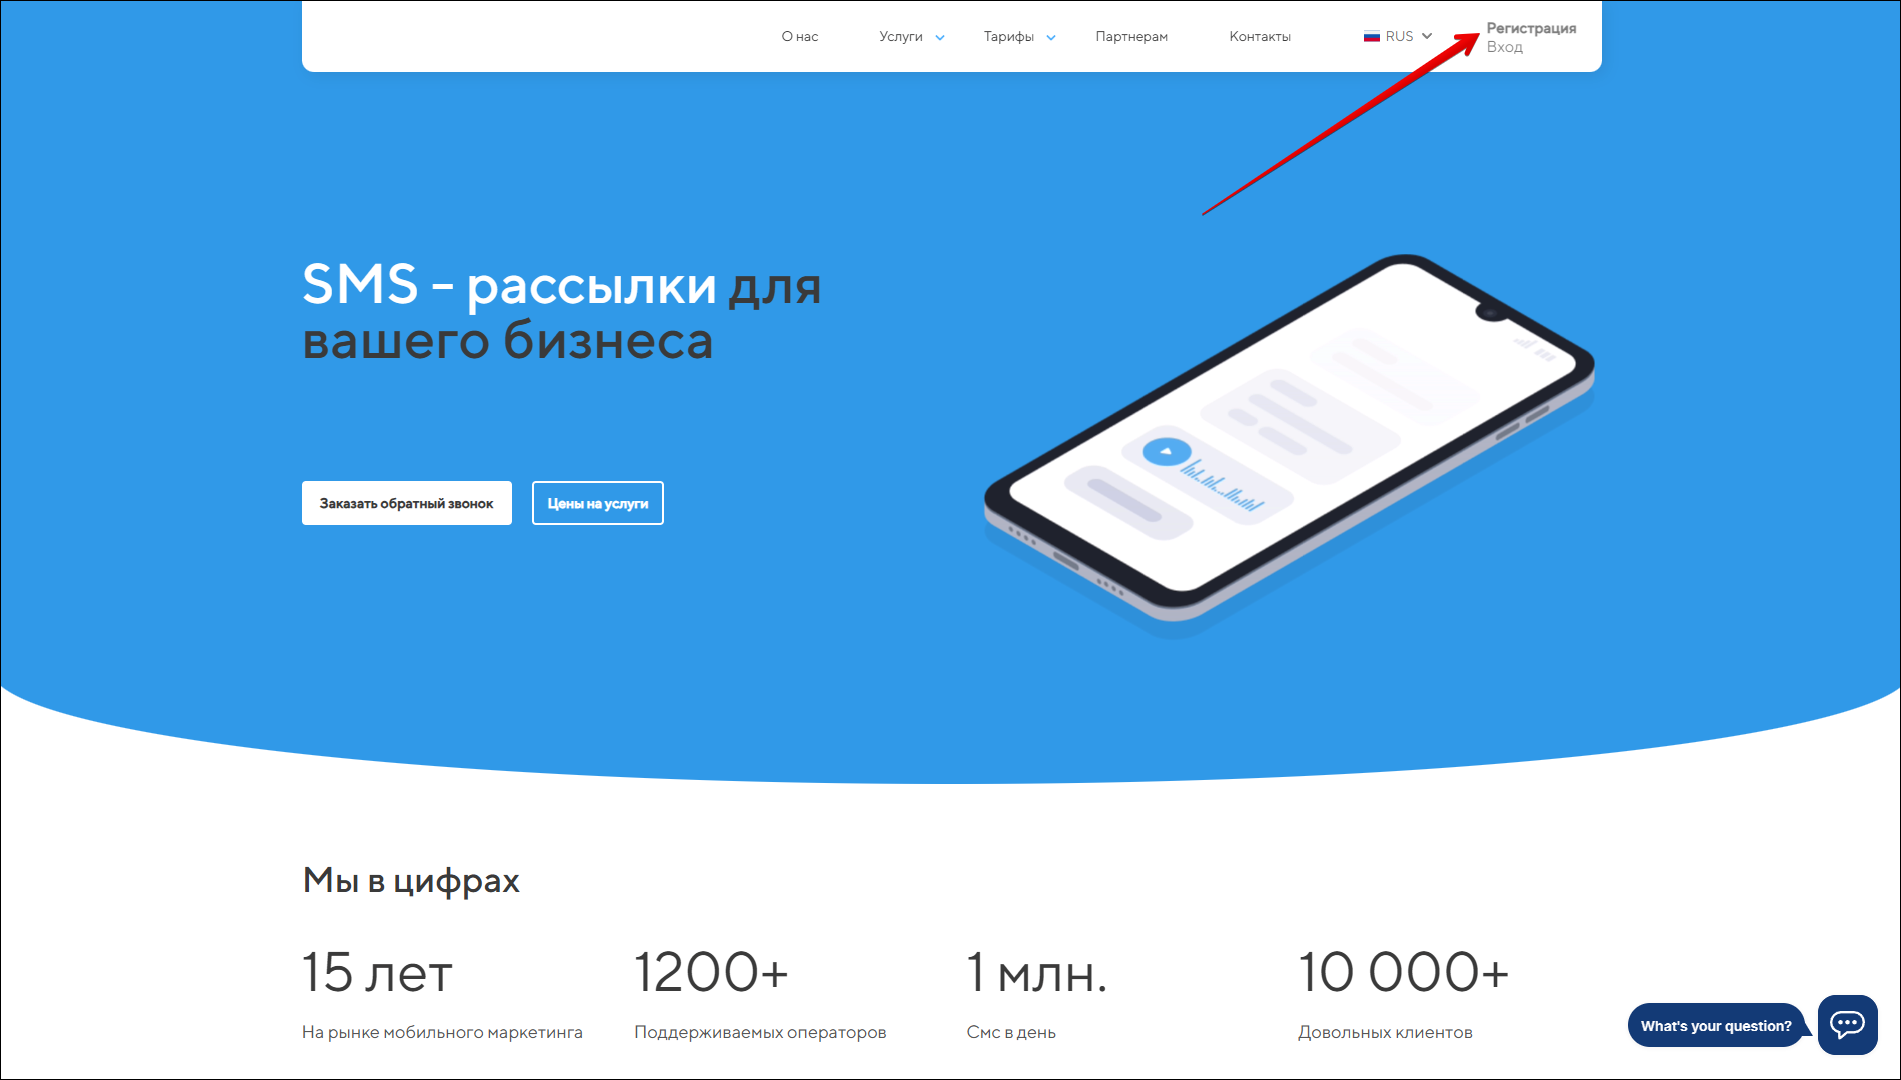 О нас
Услуги
Тарифы
Партнерам
Контакты
RUS
Регистрация
Вход
SMS - рассылки для
вашего бизнеса
Заказать обратный звонок
Цены на услуги
Мы в цифрах
15 лет
На рынке мобильного маркетинга
1200+
Поддерживаемых операторов
1 млн.
Смс в день
10 000+
Довольных клиентов
What's your question?